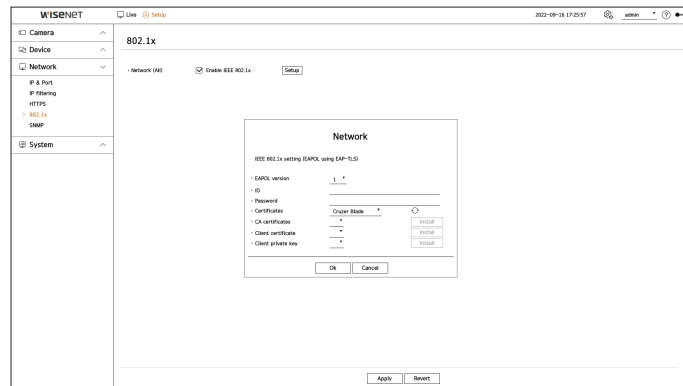 WISENET
Live Setup 2022-09-16 17:25:57 admin ?
Camera
Device
Network
IP & Port
IP filtering
HTTPS
> 802.1x
SNMP
System
802.1x
· Network (All) Enable IEEE 802.1x Setup
Network
IEEE 802.1x setting (EAPOL using EAP-TLS)
· EAPOL version 1
· ID
· Password
· Certificates Cruzer Blade
· CA certificates Install
· Client certificate Install
· Client private key Install
Ok Cancel
Apply Revert